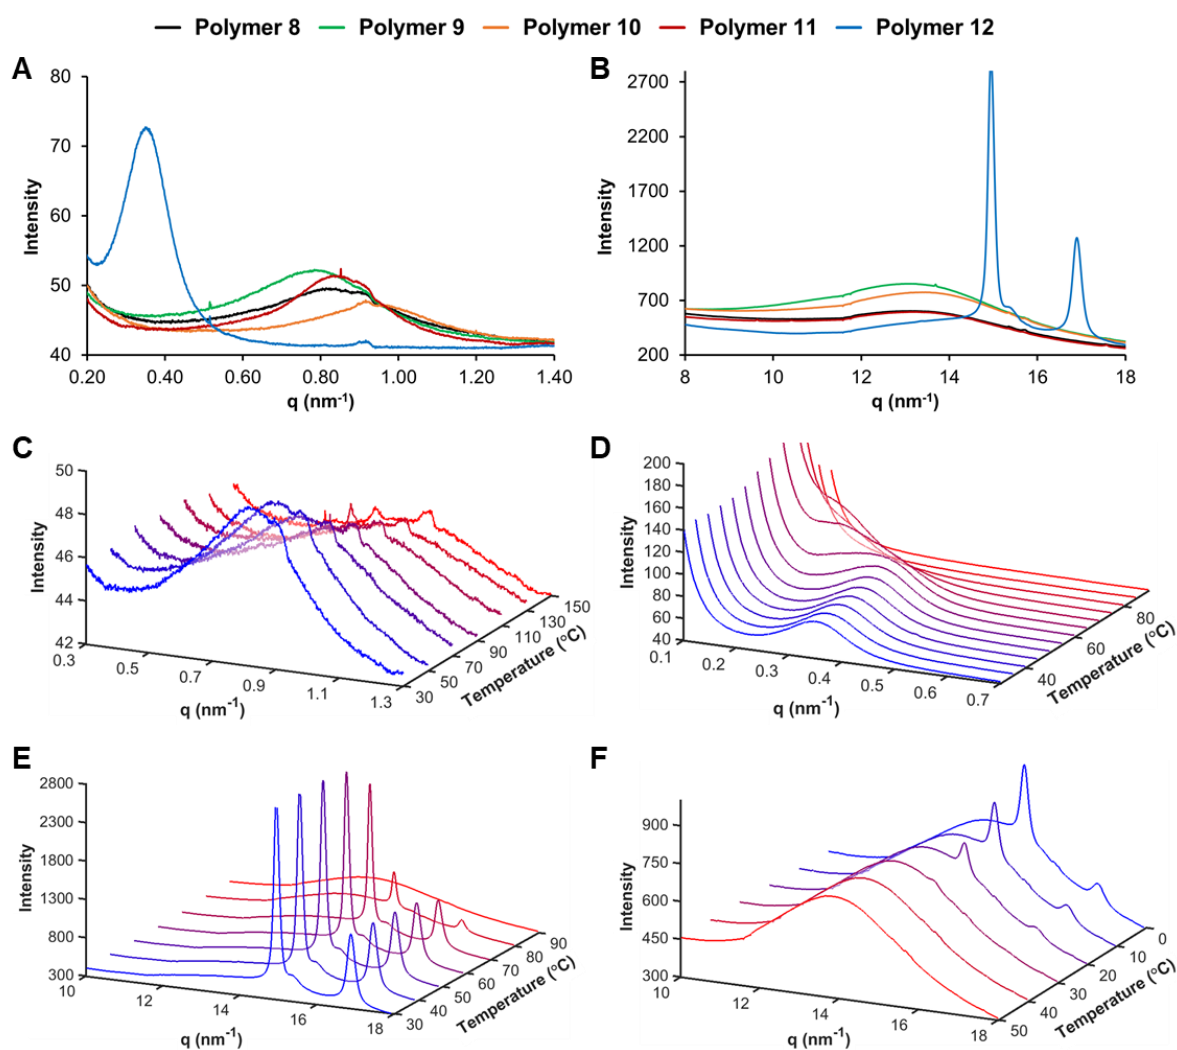 Polymer 8 Polymer 9 Polymer 10 Polymer 11 Polymer 12
A
80
70
60
50
40
Intensity
0.20 0.40 0.60 0.80 1.00 1.20 1.40
q (nm⁻¹)
B
2700
2200
1700
1200
700
200
Intensity
8 10 12 14 16 18
q (nm⁻¹)
C
50
48
46
44
42
Intensity
0.3 0.5 0.7 0.9 1.1 1.3
q (nm⁻¹)
30 50 70 90 110 130 150
Temperature (°C)
D
200
180
160
140
120
100
80
60
40
Intensity
0.1 0.2 0.3 0.4 0.5 0.6 0.7
q (nm⁻¹)
40 60 80
Temperature (°C)
E
2800
2300
1800
1300
800
300
Intensity
10 12 14 16 18
q (nm⁻¹)
30 40 50 60 70 80 90
Temperature (°C)
F
900
750
600
450
300
Intensity
10 12 14 16 18
q (nm⁻¹)
50 40 30 20 10 0
Temperature (°C)